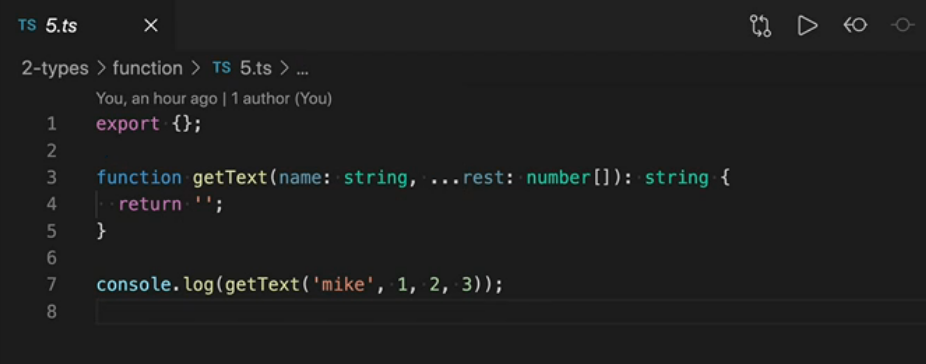 TS 5.ts
2-types > function > TS 5.ts > ...
You, an hour ago | 1 author (You)
1 export {};
2
3 function getText(name: string, ...rest: number[]): string {
4   return '';
5 }
6
7 console.log(getText('mike', 1, 2, 3));
8